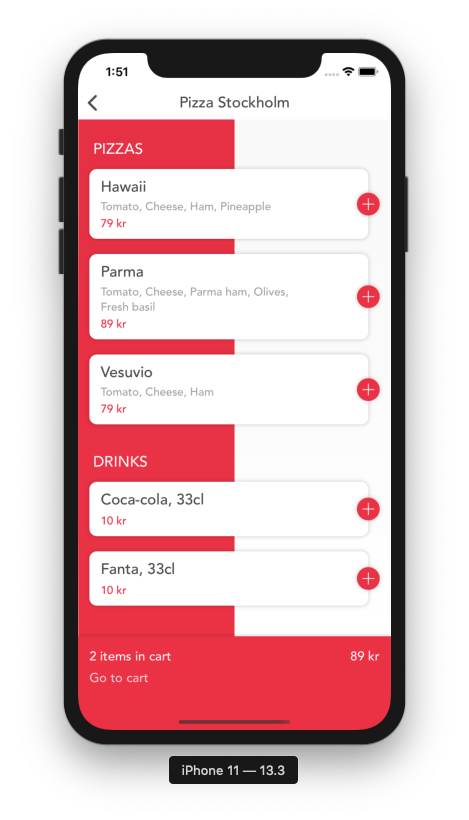 1:51
Pizza Stockholm
PIZZAS
Hawaii
Tomato, Cheese, Ham, Pineapple
79 kr
Parma
Tomato, Cheese, Parma ham, Olives,
Fresh basil
89 kr
Vesuvio
Tomato, Cheese, Ham
79 kr
DRINKS
Coca-cola, 33cl
10 kr
Fanta, 33cl
10 kr
2 items in cart 89 kr
Go to cart
iPhone 11 — 13.3